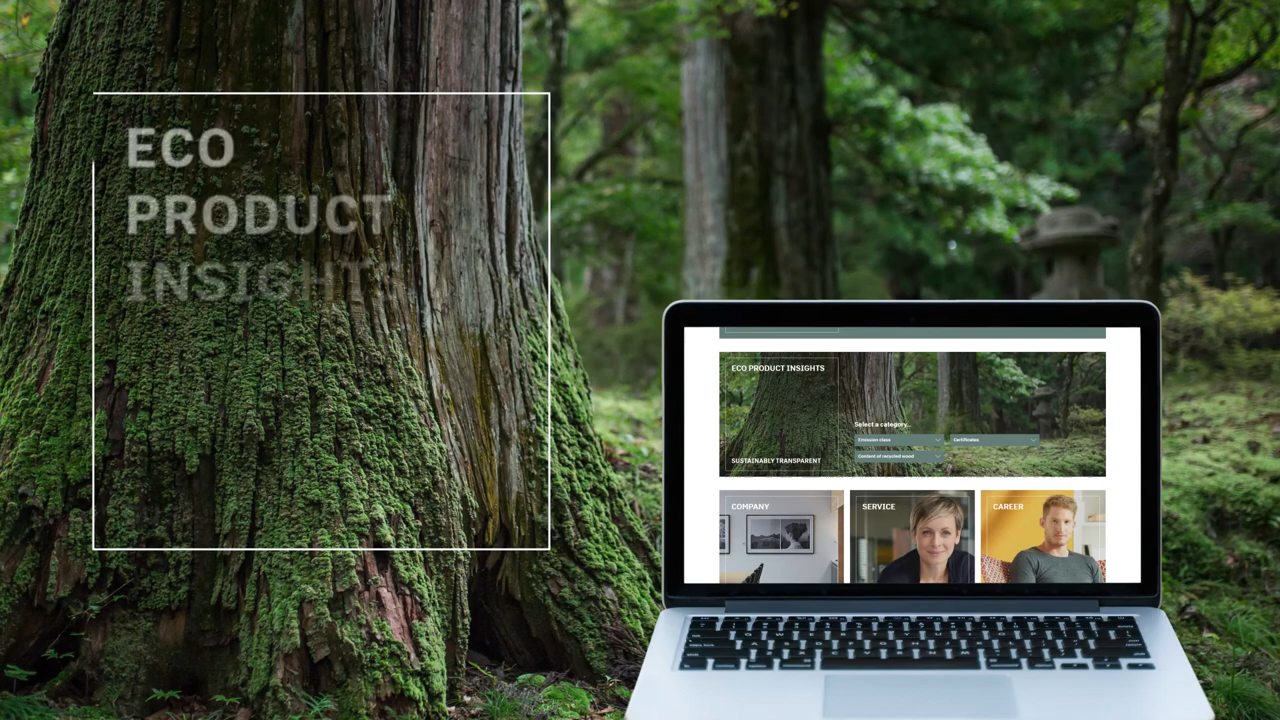 ECO
PRODUCT
INSIGHTS
ECO PRODUCT INSIGHTS
Select a category...
Emission class
Certificates
Content of recycled wood
SUSTAINABLY TRANSPARENT
COMPANY
SERVICE
CAREER